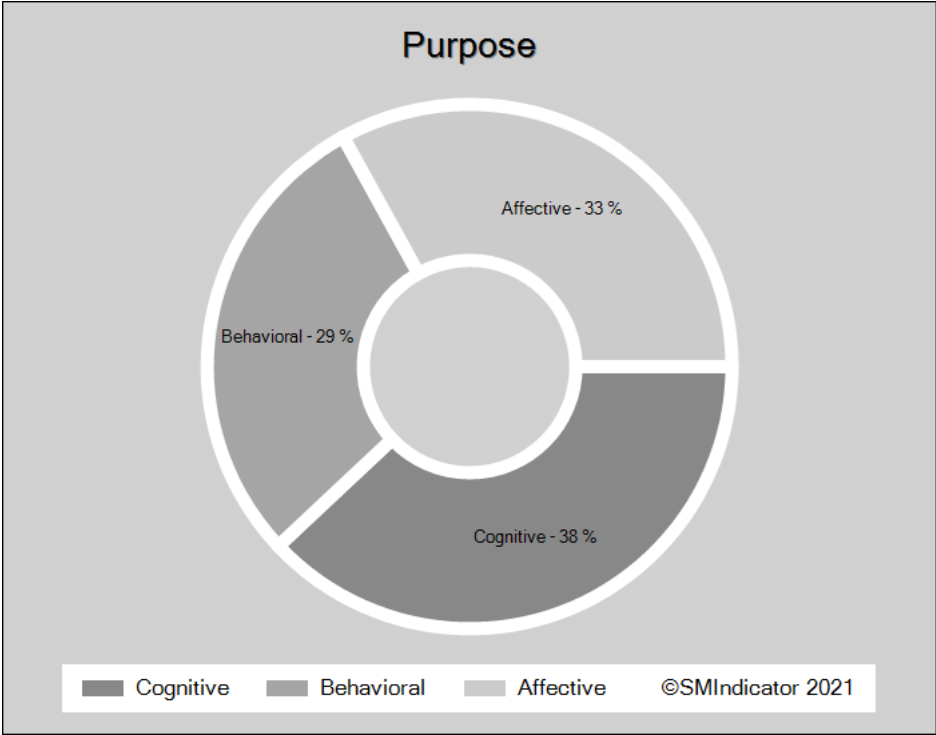 Purpose
Affective - 33 %
Behavioral - 29 %
Cognitive - 38 %
Cognitive Behavioral Affective ©SMIndicator 2021